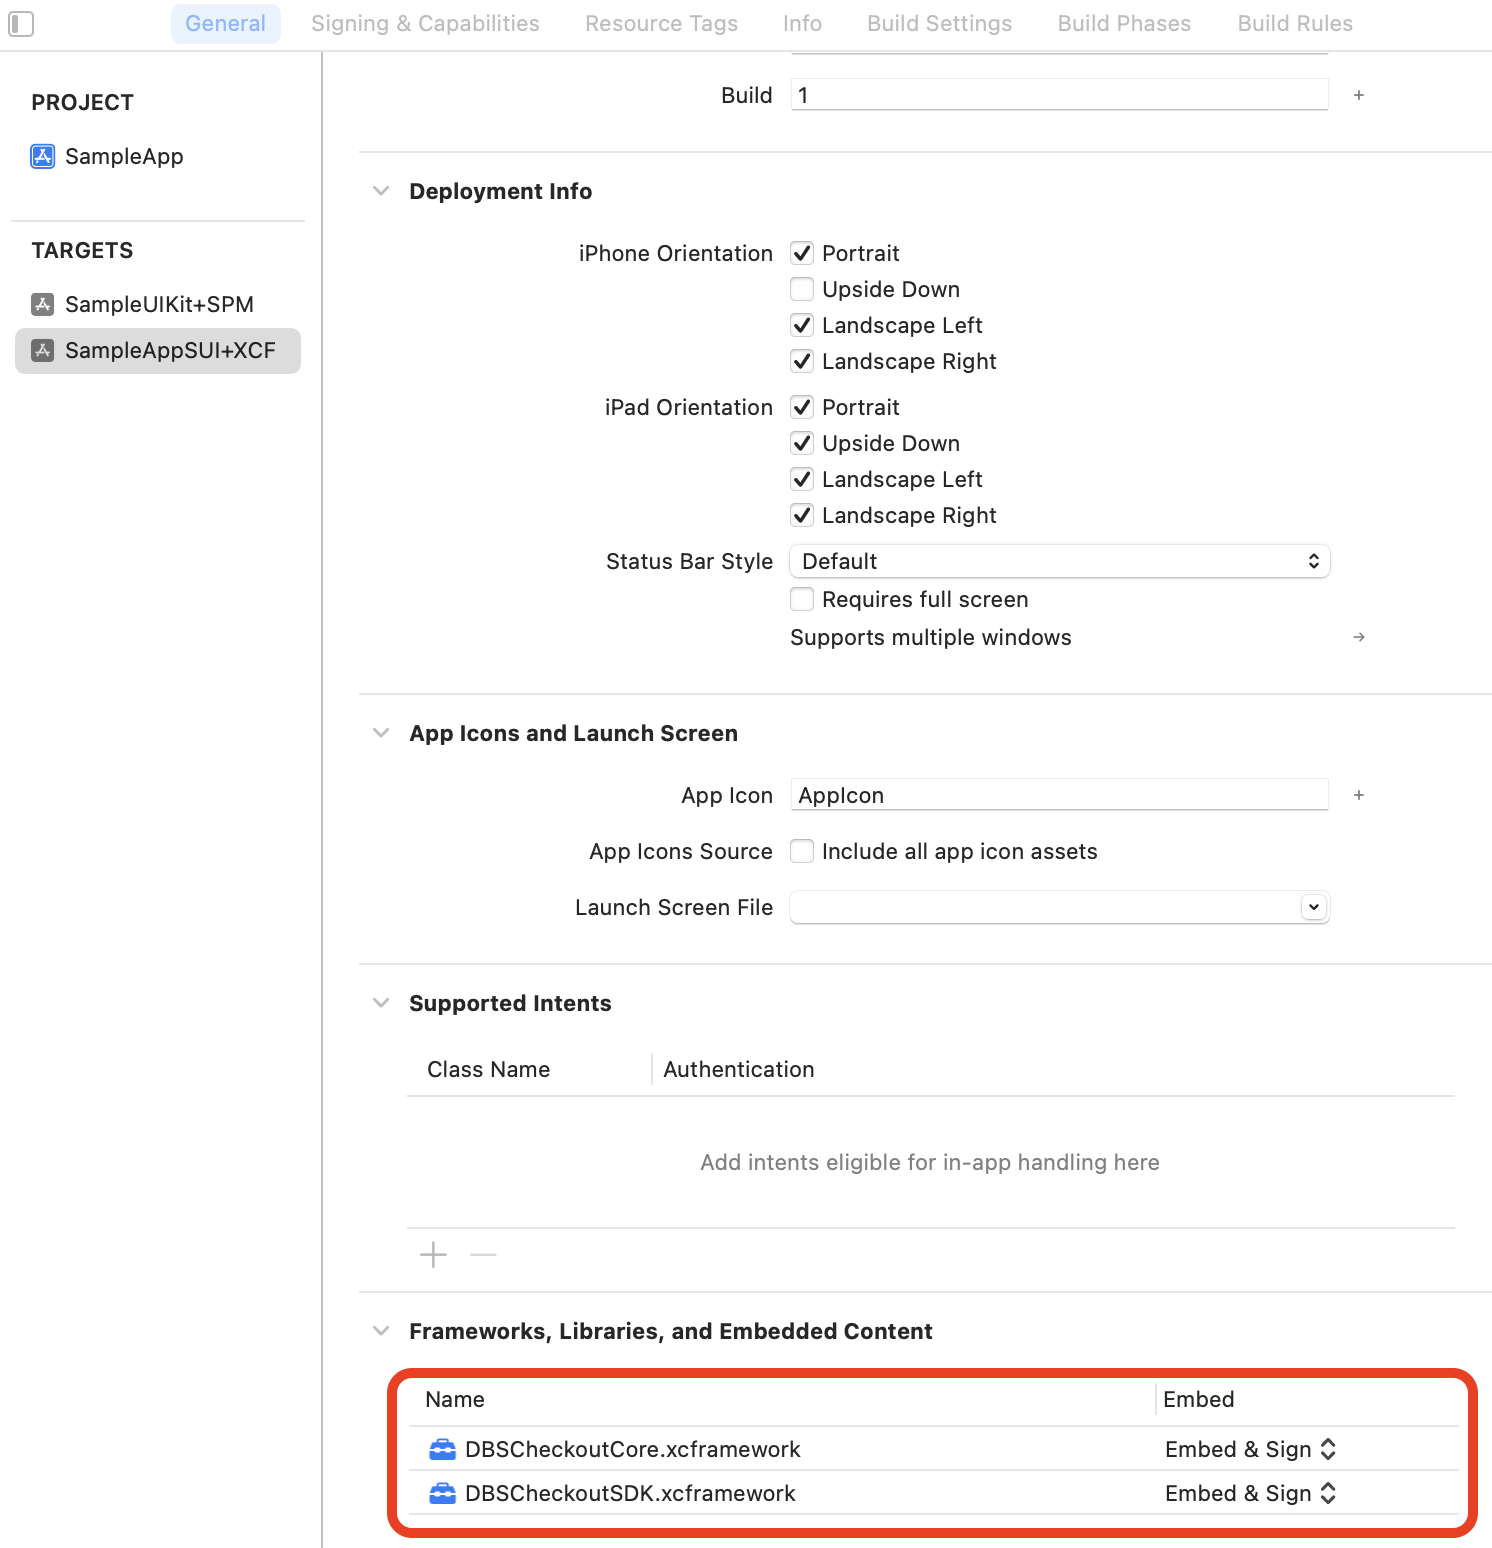 General Signing & Capabilities Resource Tags Info Build Settings Build Phases Build Rules
PROJECT
SampleApp
TARGETS
SampleUIKit+SPM
SampleAppSUI+XCF
Build 1 +
Deployment Info
iPhone Orientation Portrait
Upside Down
Landscape Left
Landscape Right
iPad Orientation Portrait
Upside Down
Landscape Left
Landscape Right
Status Bar Style Default
Requires full screen
Supports multiple windows
App Icons and Launch Screen
App Icon AppIcon +
App Icons Source Include all app icon assets
Launch Screen File
Supported Intents
Class Name Authentication
Add intents eligible for in-app handling here
Frameworks, Libraries, and Embedded Content
Name Embed
DBSCheckoutCore.xcframework Embed & Sign
DBSCheckoutSDK.xcframework Embed & Sign